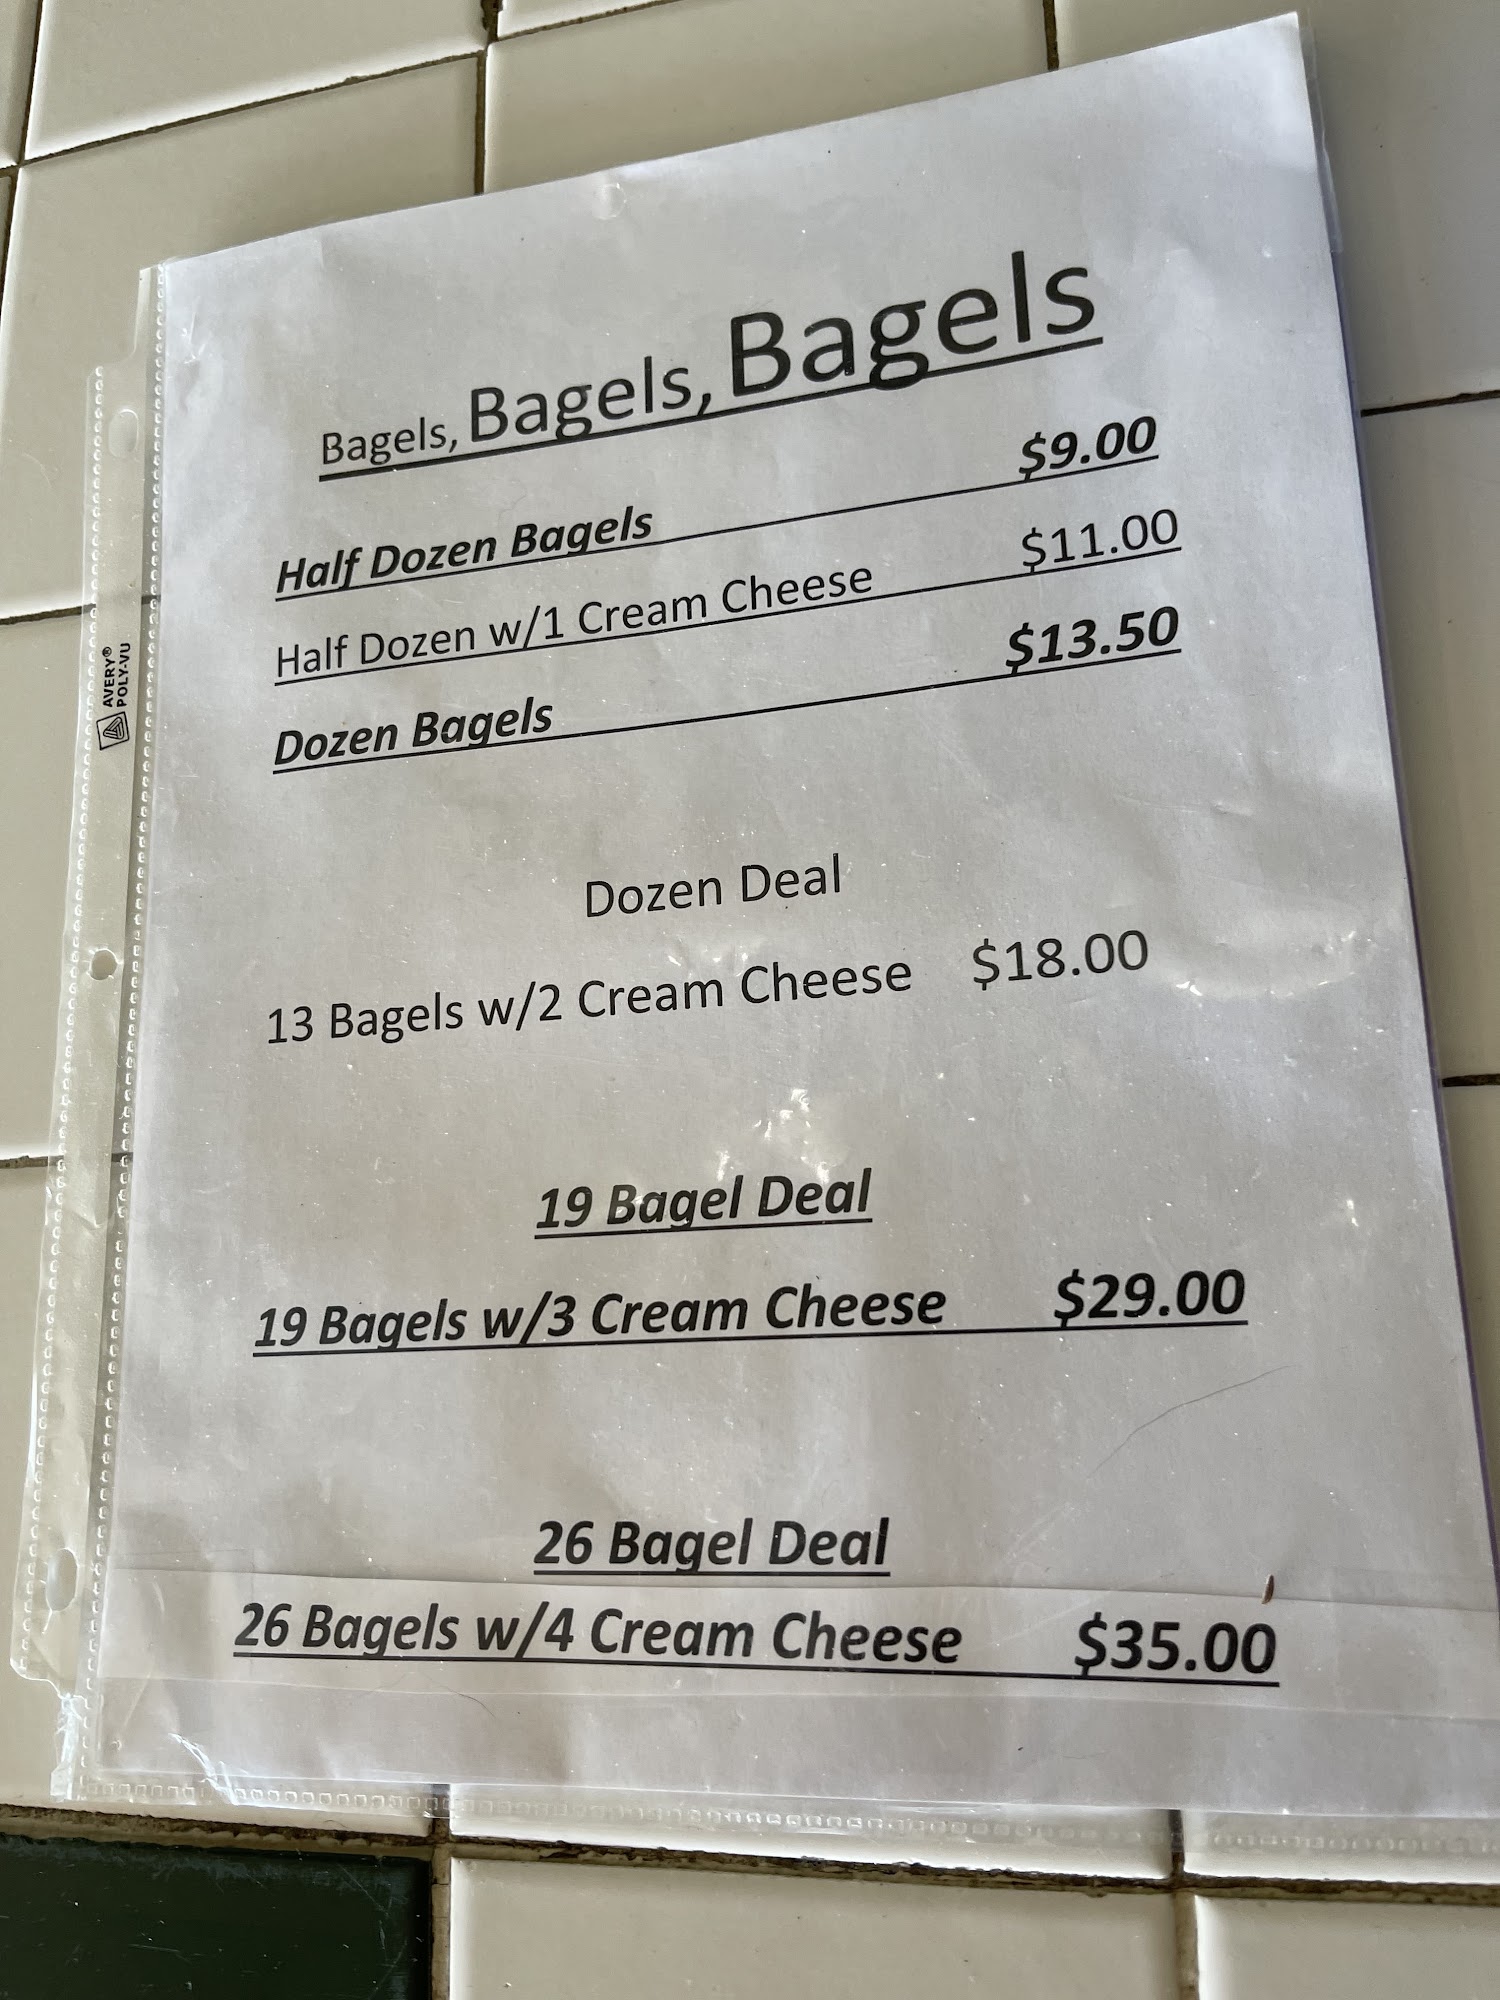 Bagels, Bagels, Bagels
Half Dozen Bagels $9.00
Half Dozen w/1 Cream Cheese $11.00
Dozen Bagels $13.50
Dozen Deal
13 Bagels w/2 Cream Cheese $18.00
19 Bagel Deal
19 Bagels w/3 Cream Cheese $29.00
26 Bagel Deal
26 Bagels w/4 Cream Cheese $35.00
AVERY®
POLY-VU